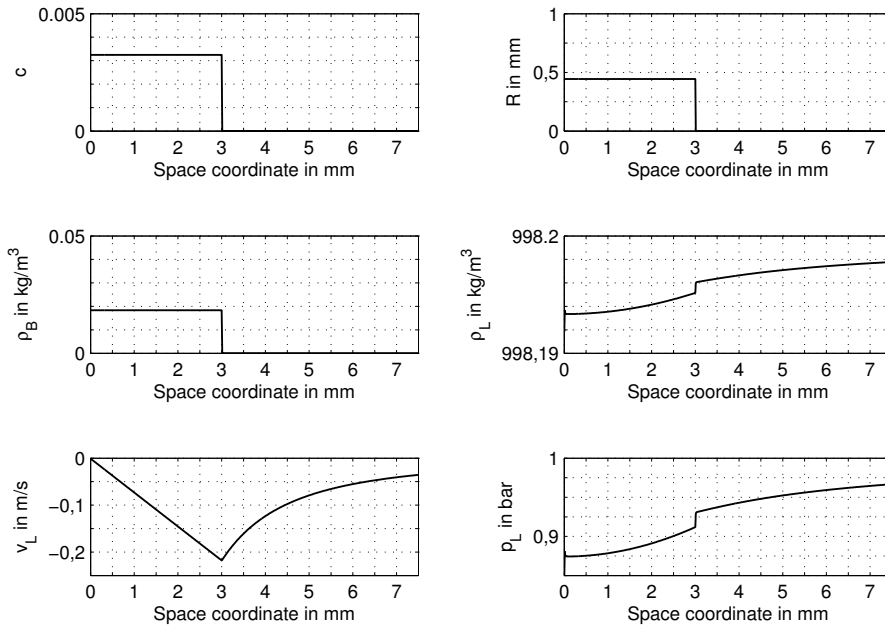 0.005
c
0
0 1 2 3 4 5 6 7
Space coordinate in mm
1
R in mm
0,5
0
0 1 2 3 4 5 6 7
Space coordinate in mm
0.05
ρ_B in kg/m³
0
0 1 2 3 4 5 6 7
Space coordinate in mm
998.2
ρ_L in kg/m³
998,19
0 1 2 3 4 5 6 7
Space coordinate in mm
0
v_L in m/s
−0,1
−0,2
0 1 2 3 4 5 6 7
Space coordinate in mm
1
p_L in bar
0,9
0 1 2 3 4 5 6 7
Space coordinate in mm